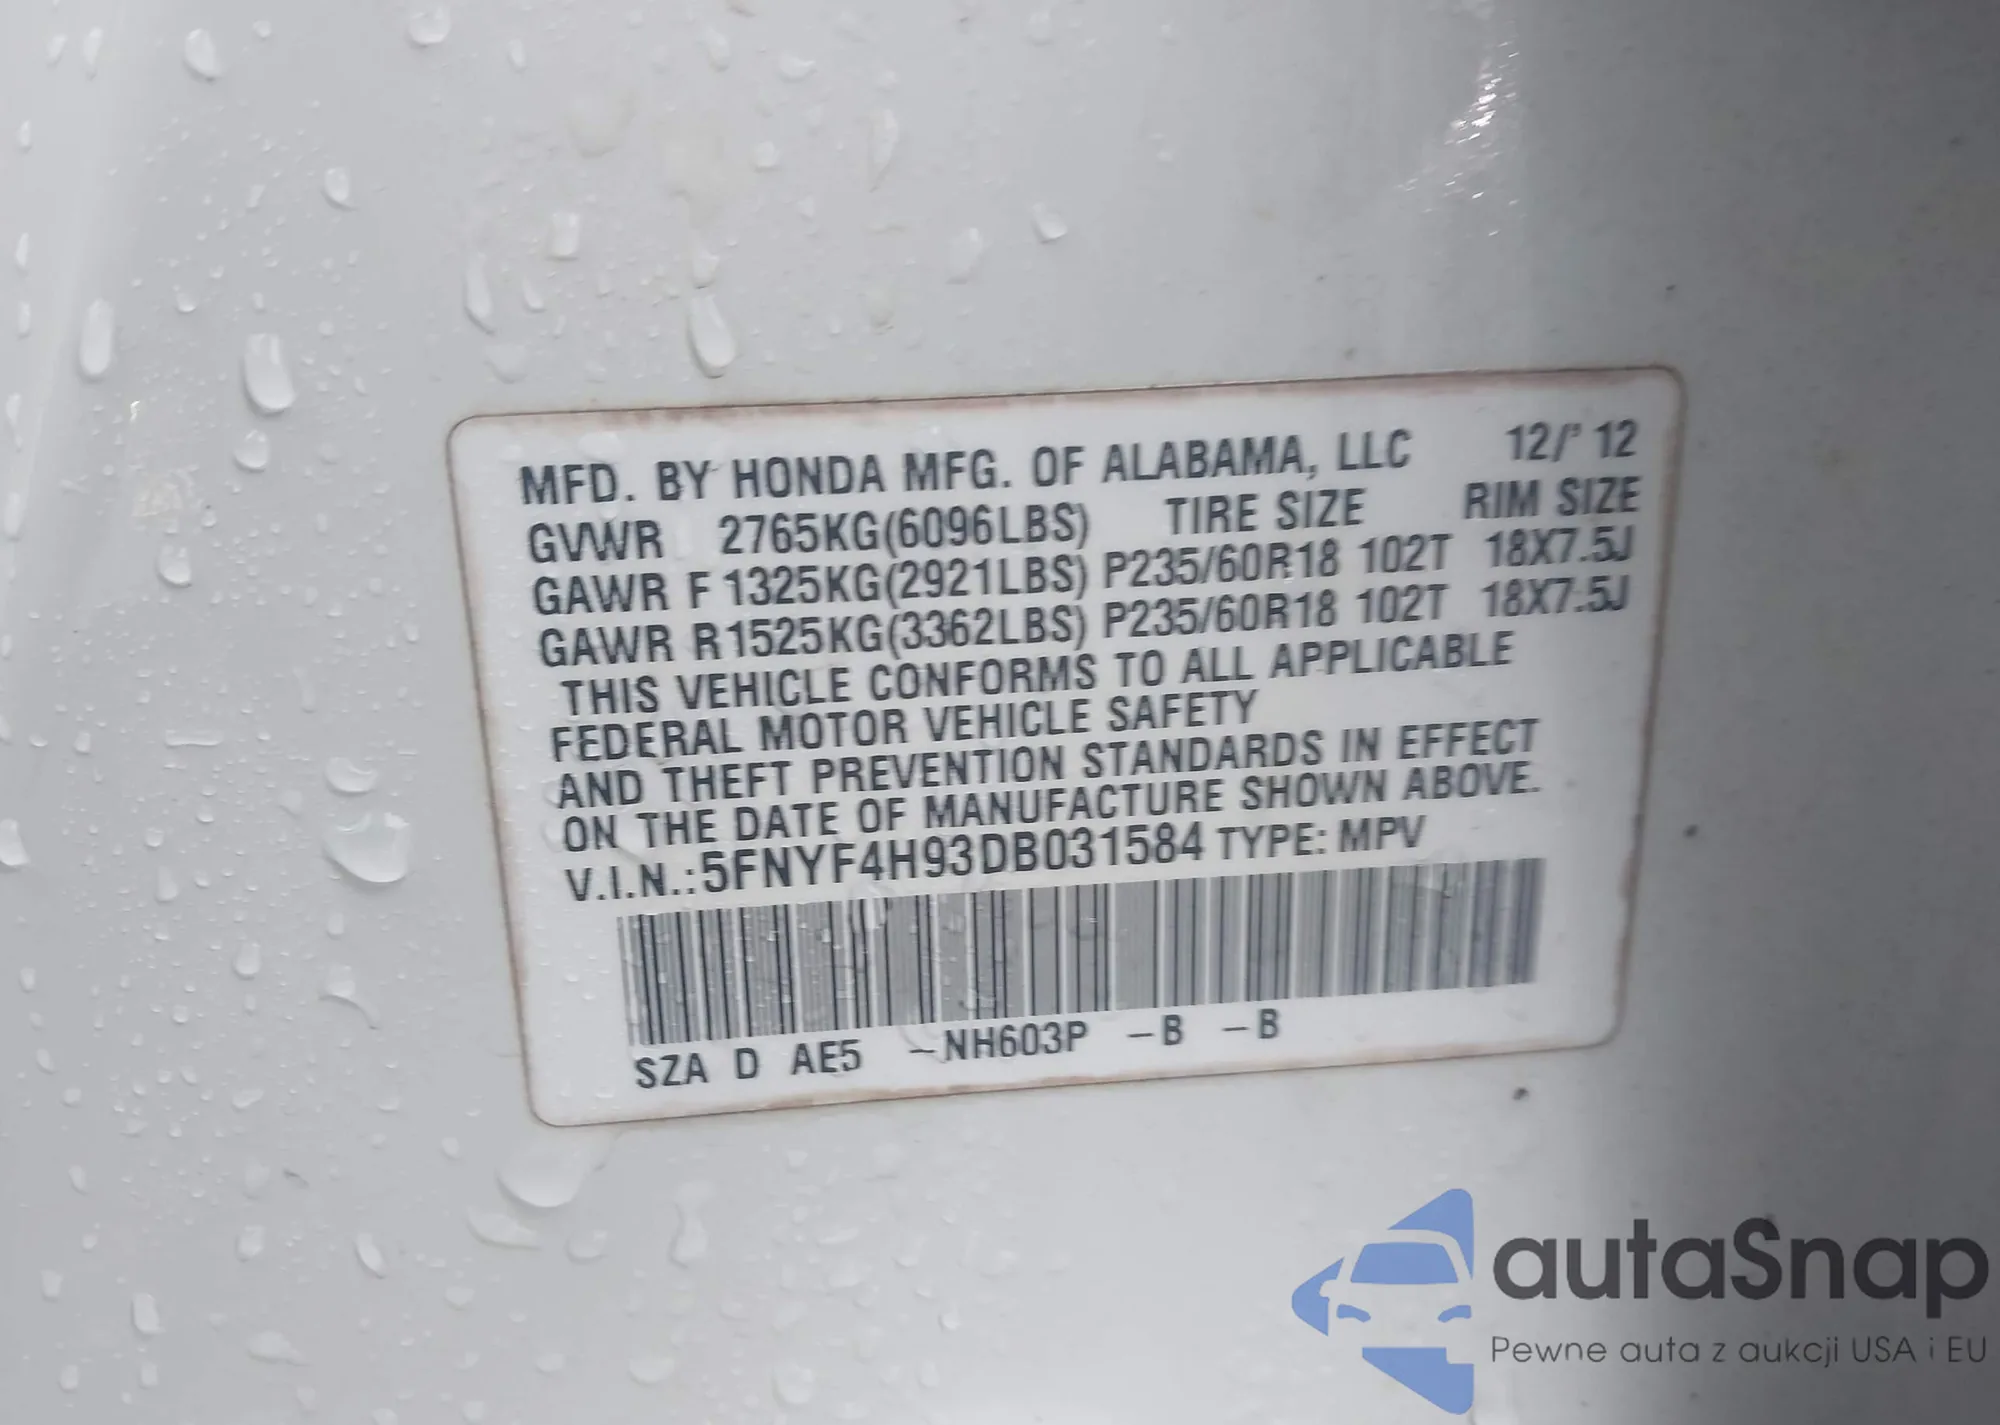 MFD. BY HONDA MFG. OF ALABAMA, LLC 12/'12
GVWR 2765KG(6096LBS) TIRE SIZE RIM SIZE
GAWR F 1325KG(2921LBS) P235/60R18 102T 18X7.5J
GAWR R 1525KG(3362LBS) P235/60R18 102T 18X7.5J
THIS VEHICLE CONFORMS TO ALL APPLICABLE
FEDERAL MOTOR VEHICLE SAFETY
AND THEFT PREVENTION STANDARDS IN EFFECT
ON THE DATE OF MANUFACTURE SHOWN ABOVE.
V.I.N.:5FNYF4H93DB031584 TYPE: MPV
SZA D AE5 –NH603P –B –B
autaSnap
Pewne auta z aukcji USA i EU